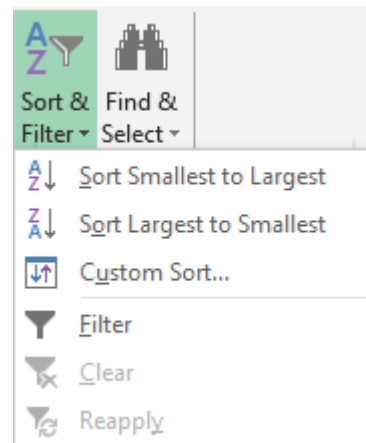 Sort & Find &
Filter Select
Sort Smallest to Largest
Sort Largest to Smallest
Custom Sort...
Filter
Clear
Reapply